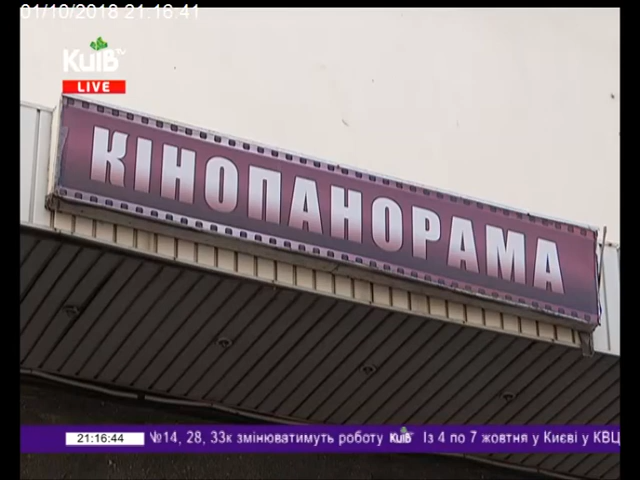 01/10/2018 21:16:41
КиЇВ TV
LIVE
КІНОПАНОРАМА
21:16:44 №14, 28, 33к змінюватимуть роботу КиЇВ Із 4 по 7 жовтня у Києві у КВЦ